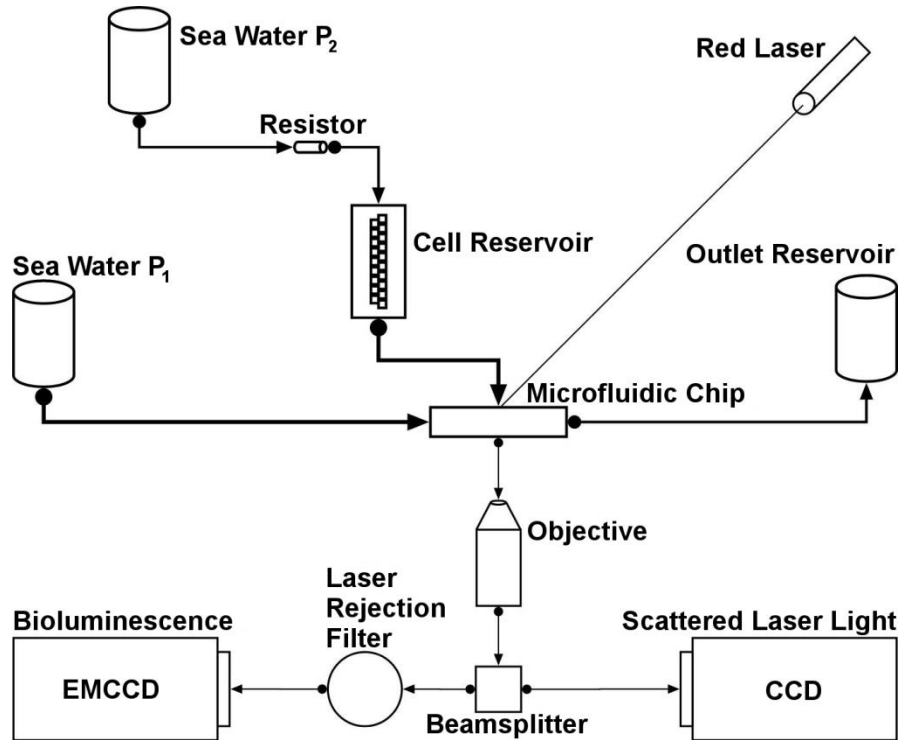 Sea Water P₂
Red Laser
Resistor
Cell Reservoir
Outlet Reservoir
Sea Water P₁
Microfluidic Chip
Objective
Laser
Rejection
Filter
Bioluminescence
Scattered Laser Light
EMCCD
CCD
Beamsplitter